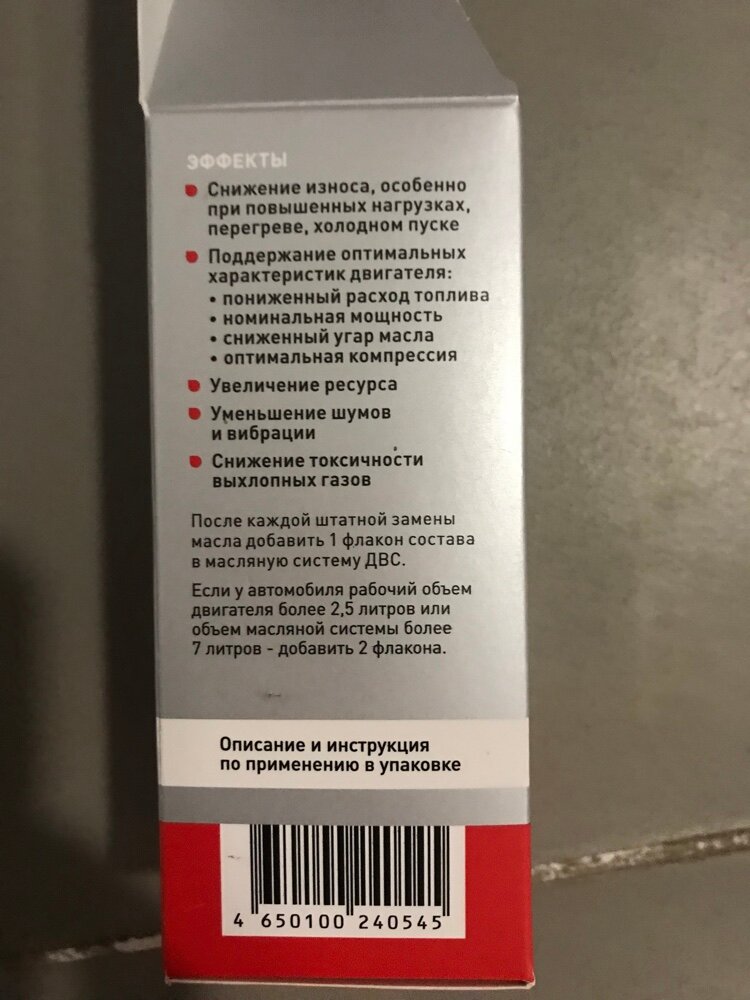 ЭФФЕКТЫ
Снижение износа, особенно
при повышенных нагрузках,
перегреве, холодном пуске
Поддержание оптимальных
характеристик двигателя:
• пониженный расход топлива
• номинальная мощность
• сниженный угар масла
• оптимальная компрессия
Увеличение ресурса
Уменьшение шумов
и вибрации
Снижение токсичности
выхлопных газов
После каждой штатной замены
масла добавить 1 флакон состава
в масляную систему ДВС.
Если у автомобиля рабочий объем
двигателя более 2,5 литров или
объем масляной системы более
7 литров - добавить 2 флакона.
Описание и инструкция
по применению в упаковке
4 650100 240545